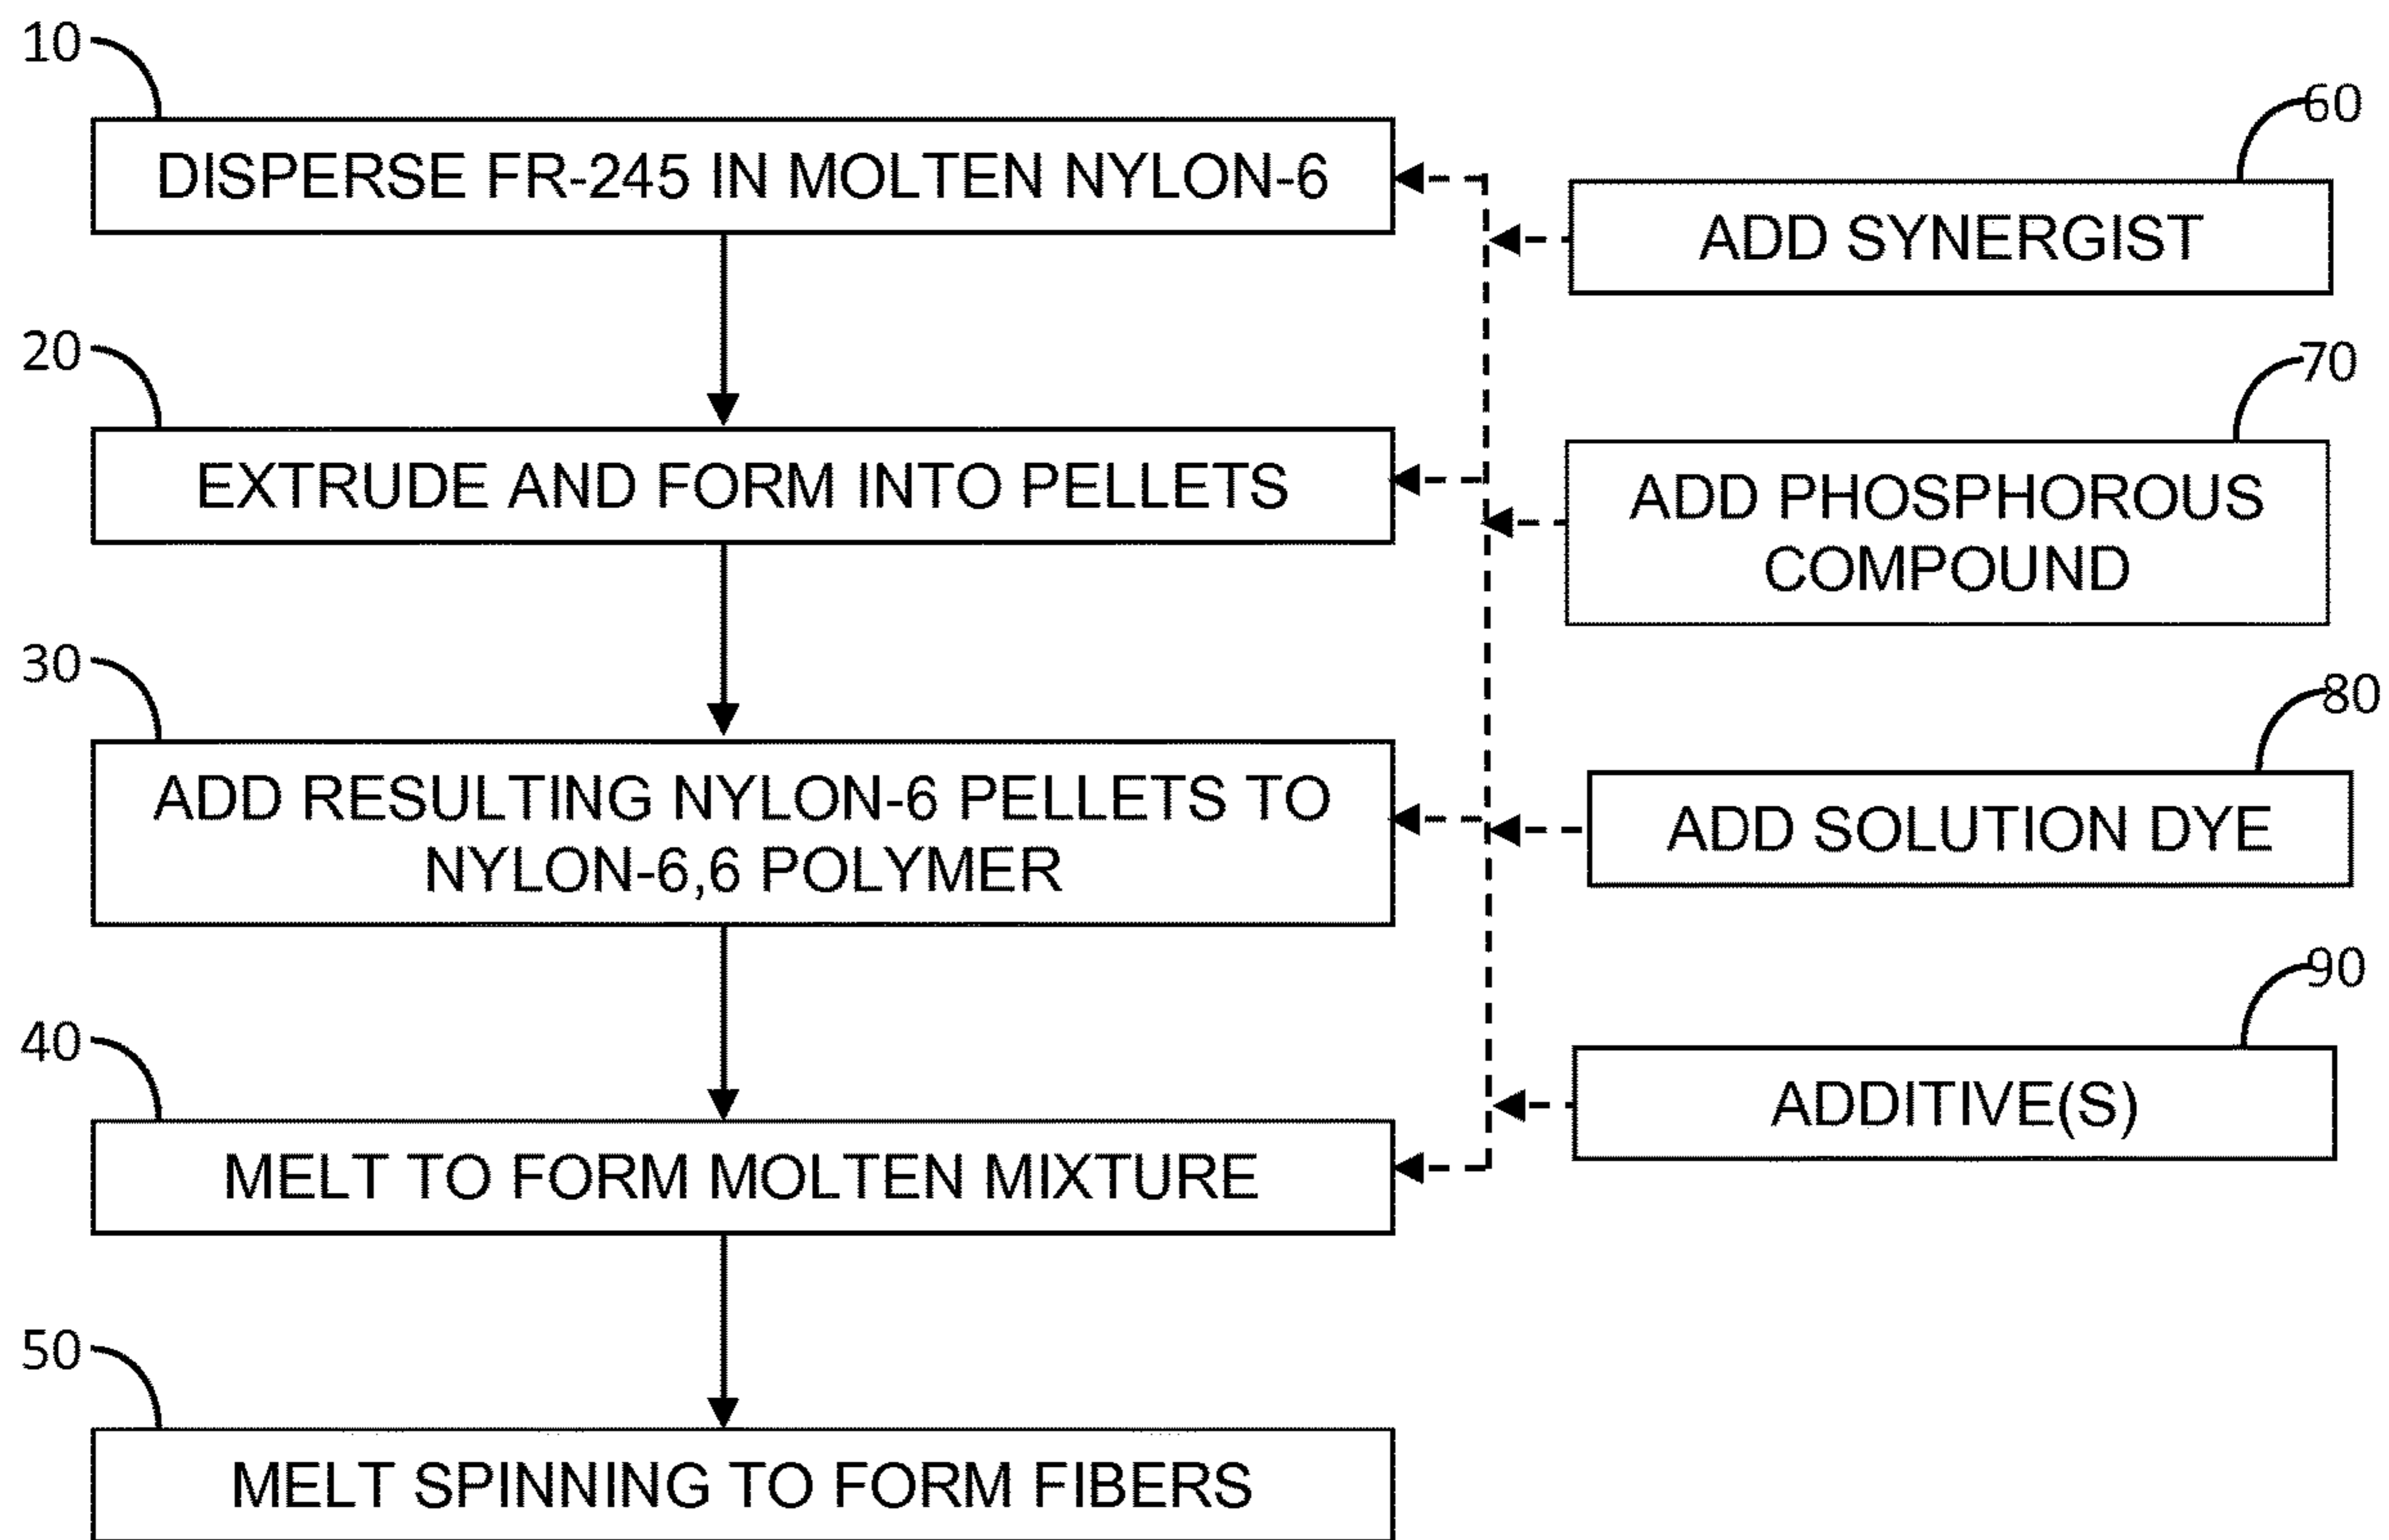 10
DISPERSE FR-245 IN MOLTEN NYLON-6
60
ADD SYNERGIST
20
EXTRUDE AND FORM INTO PELLETS
70
ADD PHOSPHOROUS
COMPOUND
30
ADD RESULTING NYLON-6 PELLETS TO
NYLON-6,6 POLYMER
80
ADD SOLUTION DYE
40
MELT TO FORM MOLTEN MIXTURE
90
ADDITIVE(S)
50
MELT SPINNING TO FORM FIBERS